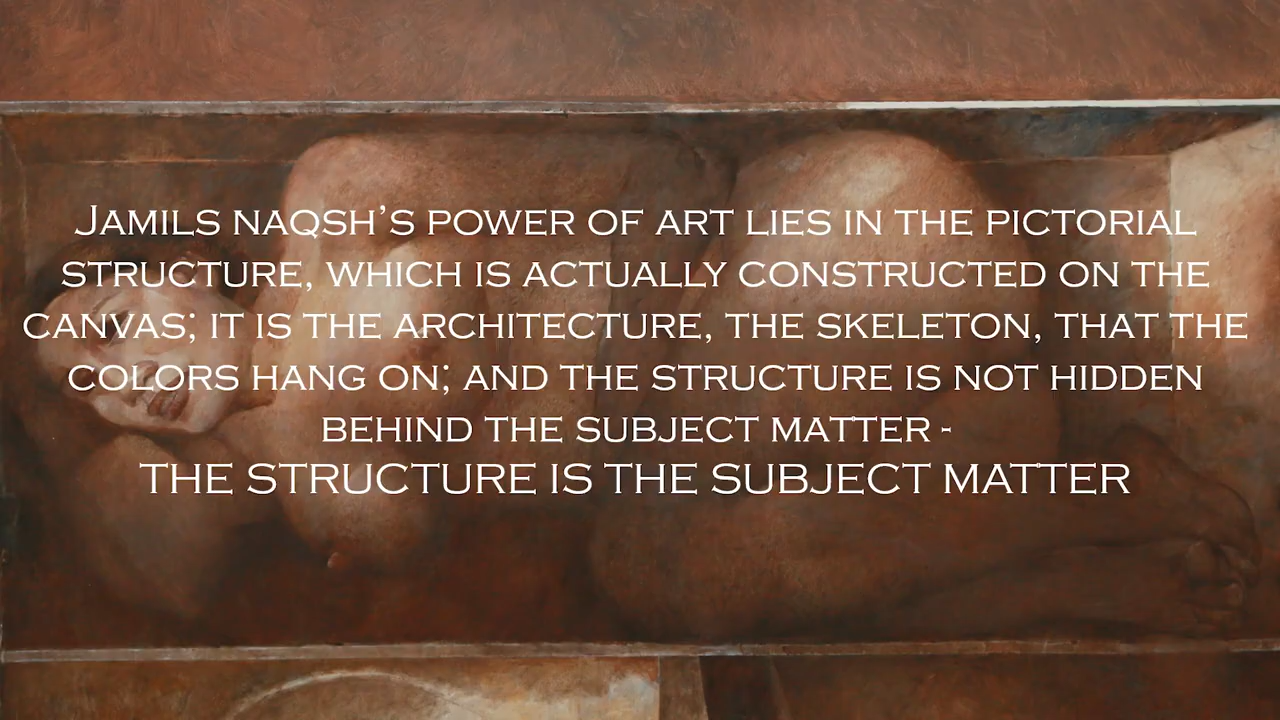 Jamils naqsh’s power of art lies in the pictorial
structure, which is actually constructed on the
canvas; it is the architecture, the skeleton, that the
colors hang on; and the structure is not hidden
behind the subject matter -
the structure is the subject matter